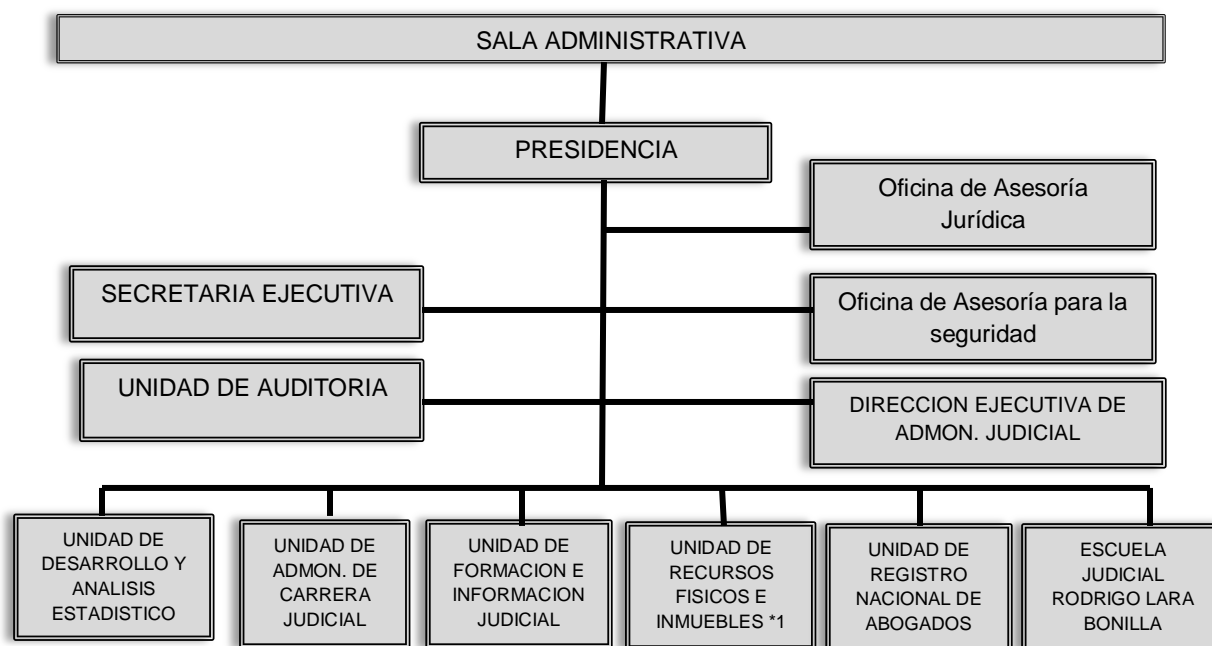 SALA ADMINISTRATIVA
PRESIDENCIA
Oficina de Asesoría
Jurídica
SECRETARIA EJECUTIVA
Oficina de Asesoría para la
seguridad
UNIDAD DE AUDITORIA
DIRECCION EJECUTIVA DE
ADMON. JUDICIAL
UNIDAD DE
DESARROLLO Y
ANALISIS
ESTADISTICO
UNIDAD DE
ADMON. DE
CARRERA
JUDICIAL
UNIDAD DE
FORMACION E
INFORMACION
JUDICIAL
UNIDAD DE
RECURSOS
FISICOS E
INMUEBLES *1
UNIDAD DE
REGISTRO
NACIONAL DE
ABOGADOS
ESCUELA
JUDICIAL
RODRIGO LARA
BONILLA